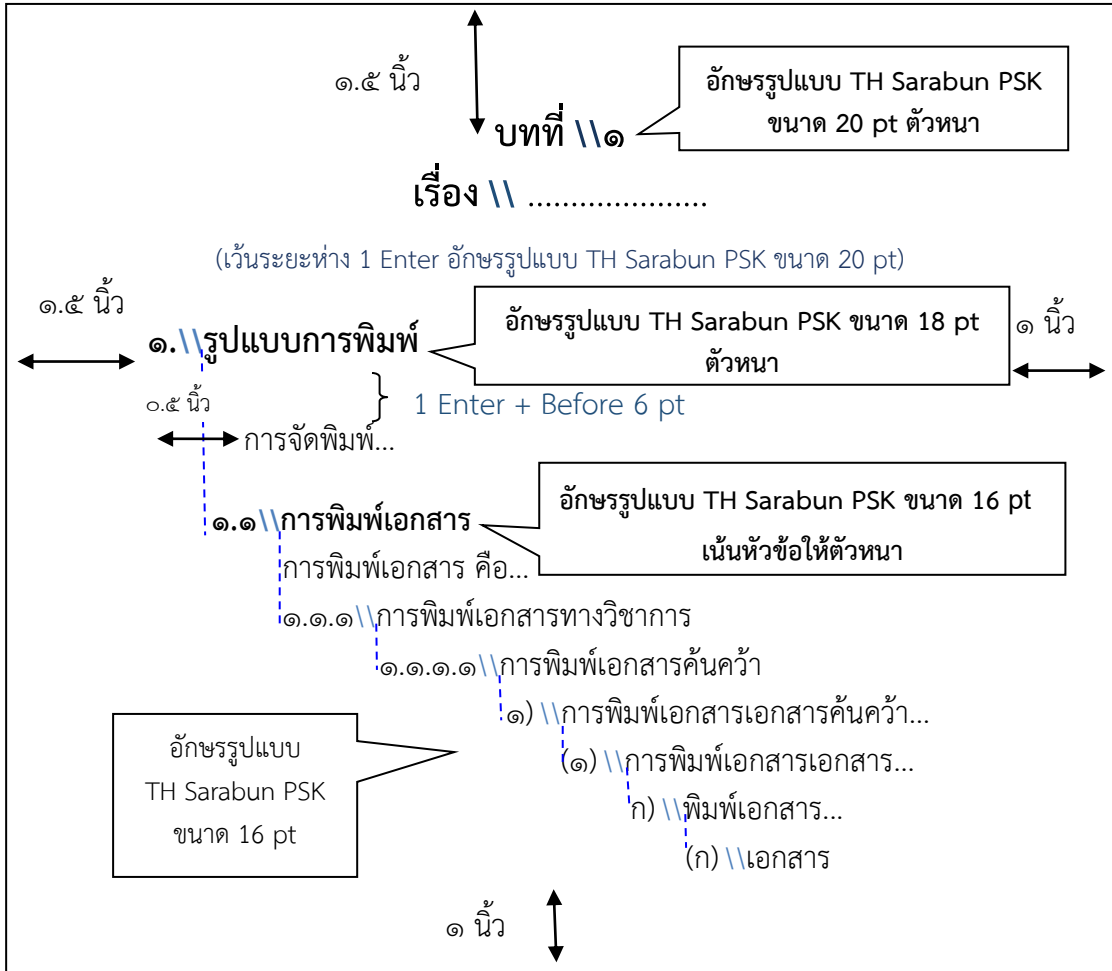 ๑.๕ นิ้ว
อักษรรูปแบบ TH Sarabun PSK
ขนาด 20 pt ตัวหนา
บทที่ \\๑
เรื่อง \\ .....................
(เว้นระยะห่าง 1 Enter อักษรรูปแบบ TH Sarabun PSK ขนาด 20 pt)
๑.๕ นิ้ว
๑.\\รูปแบบการพิมพ์
อักษรรูปแบบ TH Sarabun PSK ขนาด 18 pt
ตัวหนา
๑ นิ้ว
๐.๕ นิ้ว
1 Enter + Before 6 pt
การจัดพิมพ์...
๑.๑\\การพิมพ์เอกสาร
อักษรรูปแบบ TH Sarabun PSK ขนาด 16 pt
เน้นหัวข้อให้ตัวหนา
การพิมพ์เอกสาร คือ...
๑.๑.๑\\การพิมพ์เอกสารทางวิชาการ
๑.๑.๑.๑\\การพิมพ์เอกสารค้นคว้า
๑) \\การพิมพ์เอกสารเอกสารค้นคว้า...
(๑) \\การพิมพ์เอกสารเอกสาร...
ก) \\พิมพ์เอกสาร...
(ก) \\เอกสาร
อักษรรูปแบบ
TH Sarabun PSK
ขนาด 16 pt
๑ นิ้ว